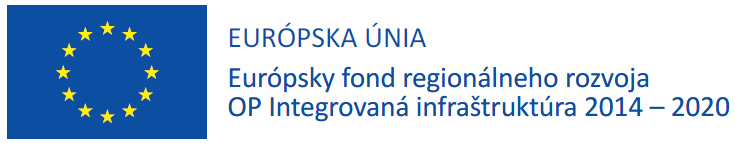 EURÓPSKA ÚNIA
Európsky fond regionálneho rozvoja
OP Integrovaná infraštruktúra 2014 – 2020